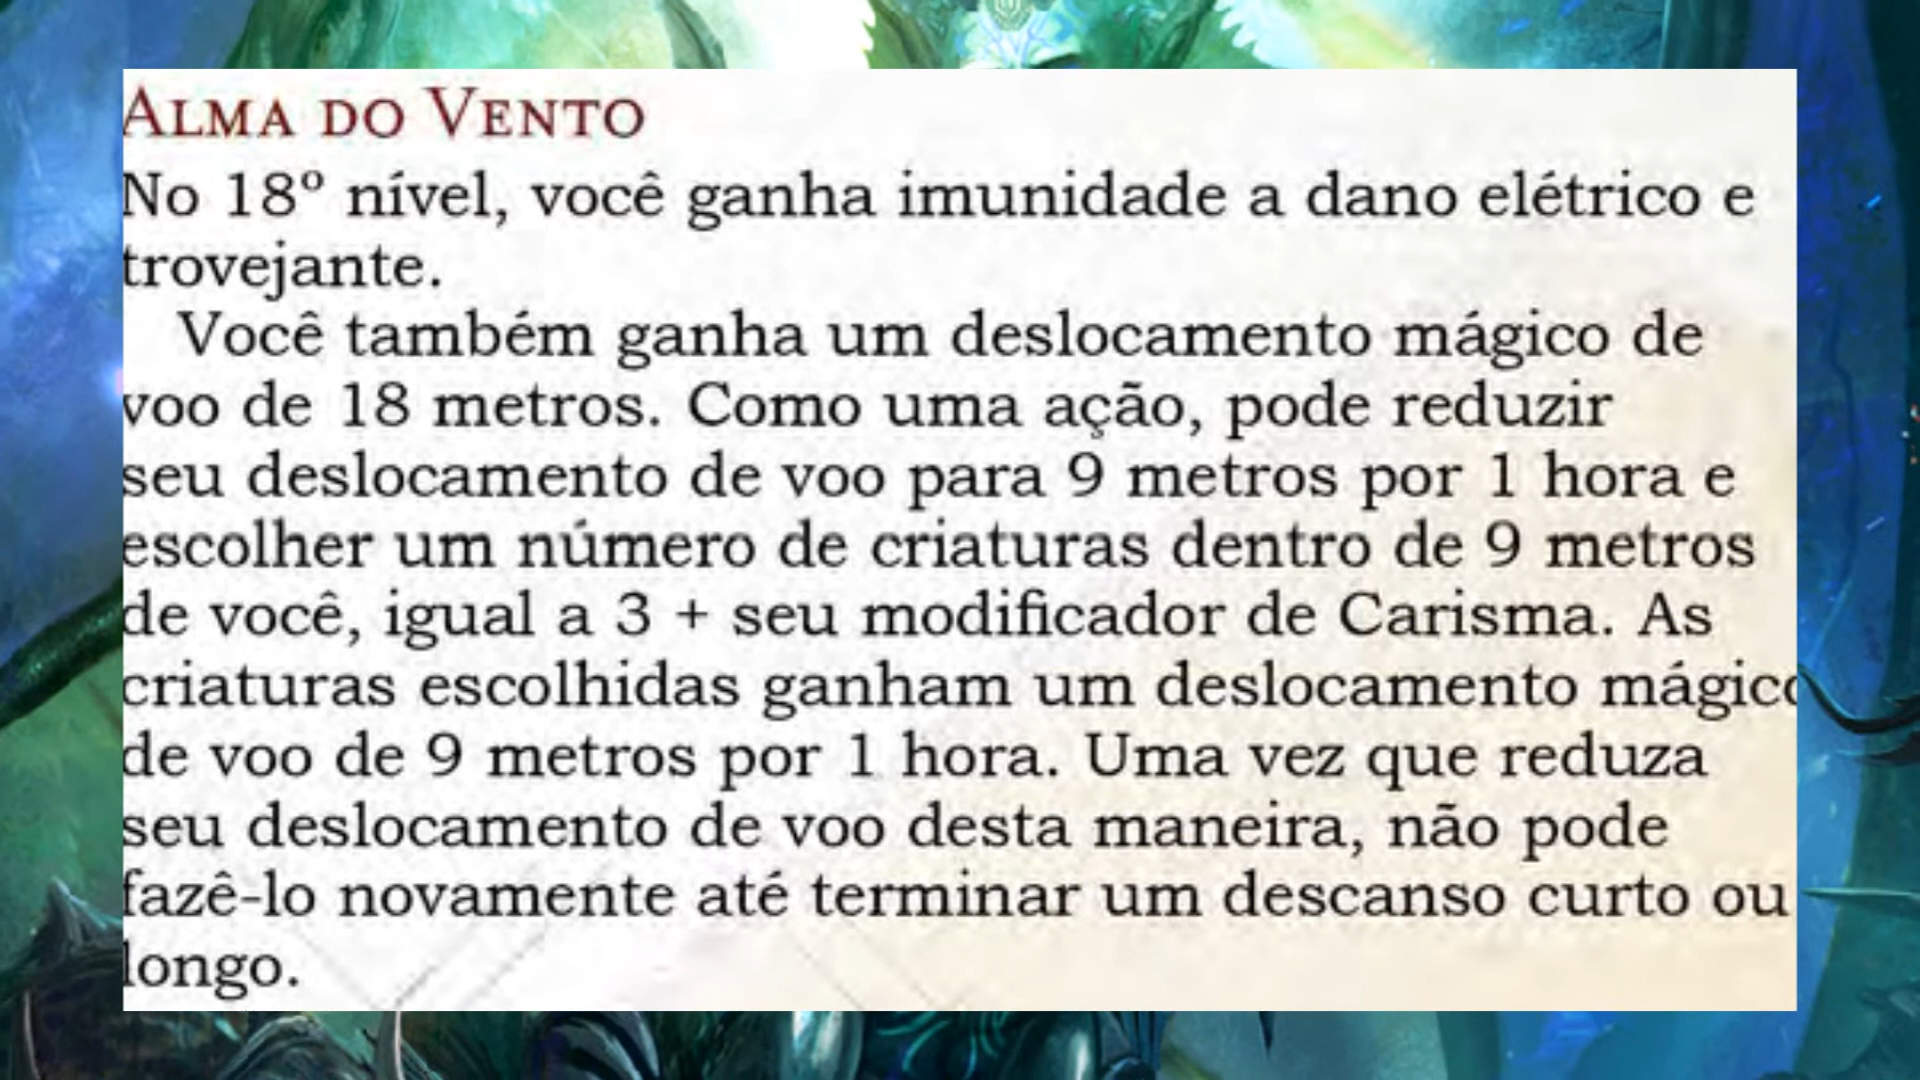 Alma do Vento
No 18º nível, você ganha imunidade a dano elétrico e
trovejante.
Você também ganha um deslocamento mágico de
voo de 18 metros. Como uma ação, pode reduzir
seu deslocamento de voo para 9 metros por 1 hora e
escolher um número de criaturas dentro de 9 metros
de você, igual a 3 + seu modificador de Carisma. As
criaturas escolhidas ganham um deslocamento mágico
de voo de 9 metros por 1 hora. Uma vez que reduza
seu deslocamento de voo desta maneira, não pode
fazê-lo novamente até terminar um descanso curto ou
longo.